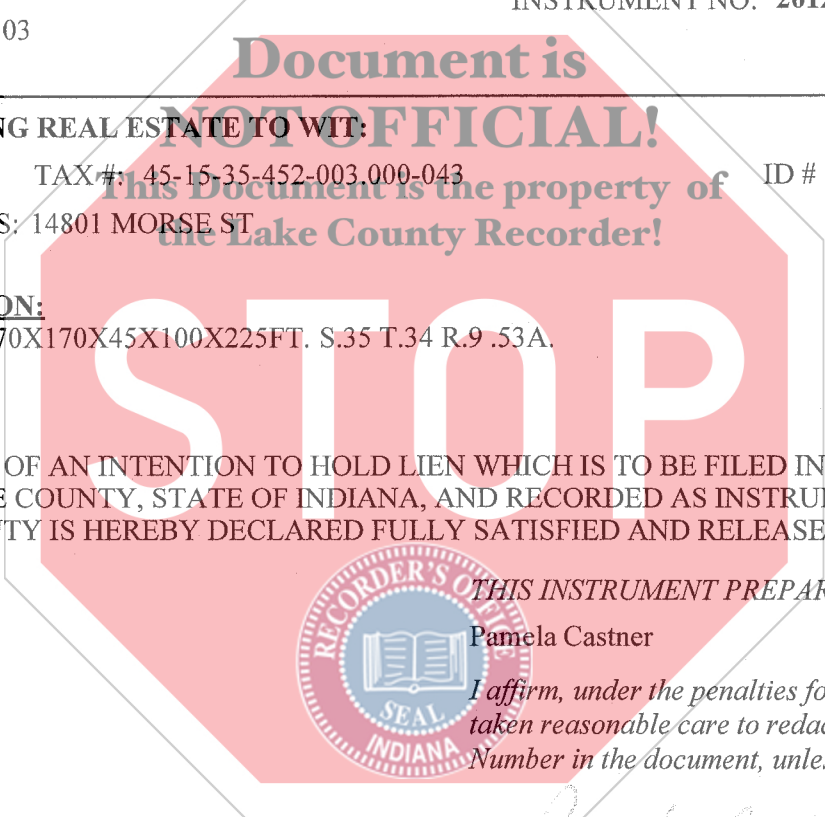 INSTRUMENT NO. 2012
03
Document is
NOT OFFICIAL!
NG REAL ESTATE TO WIT:
TAX #: 45-15-35-452-003.000-043 ID #
This Document is the property of
S: 14801 MORSE ST
the Lake County Recorder!
ON:
70X170X45X100X225FT. S.35 T.34 R.9 .53A.
STOP
OF AN INTENTION TO HOLD LIEN WHICH IS TO BE FILED IN
E COUNTY, STATE OF INDIANA, AND RECORDED AS INSTRU
TY IS HEREBY DECLARED FULLY SATISFIED AND RELEASE
RECORDER'S OFFICE
SEAL
INDIANA
THIS INSTRUMENT PREPAR
Pamela Castner
I affirm, under the penalties fo
taken reasonable care to redac
Number in the document, unles